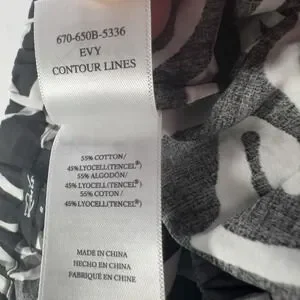 670-650B-5336
EVY
CONTOUR LINES
55% COTTON/
45%LYOCELL(TENCEL®)
55% ALGODÓN/
45%LYOCELL(TENCEL®)
55% COTON /
45%LYOCELL(TENCEL®)
MADE IN CHINA
HECHO EN CHINA
FABRIQUÉ EN CHINE